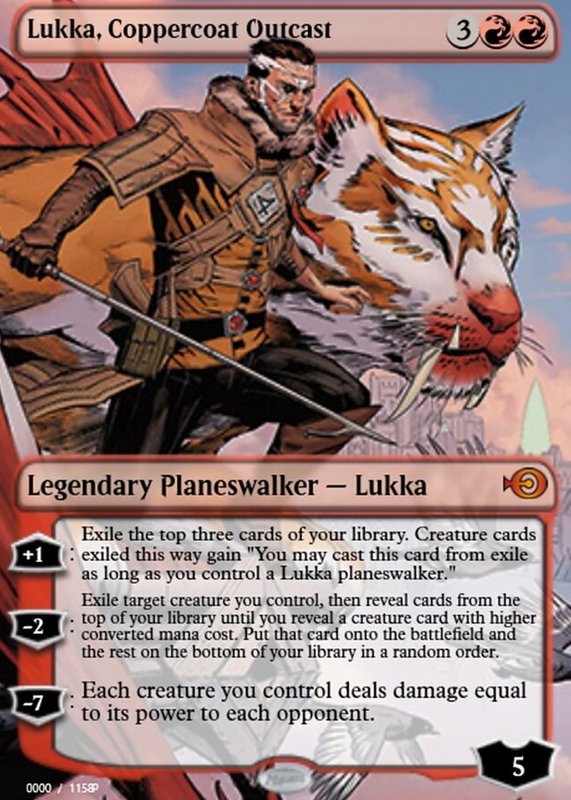 Lukka, Coppercoat Outcast 3
Legendary Planeswalker — Lukka
+1: Exile the top three cards of your library. Creature cards
exiled this way gain "You may cast this card from exile
as long as you control a Lukka planeswalker."
-2: Exile target creature you control, then reveal cards from the
top of your library until you reveal a creature card with higher
converted mana cost. Put that card onto the battlefield and
the rest on the bottom of your library in a random order.
-7: Each creature you control deals damage equal
to its power to each opponent.
5
0000 / 1158P